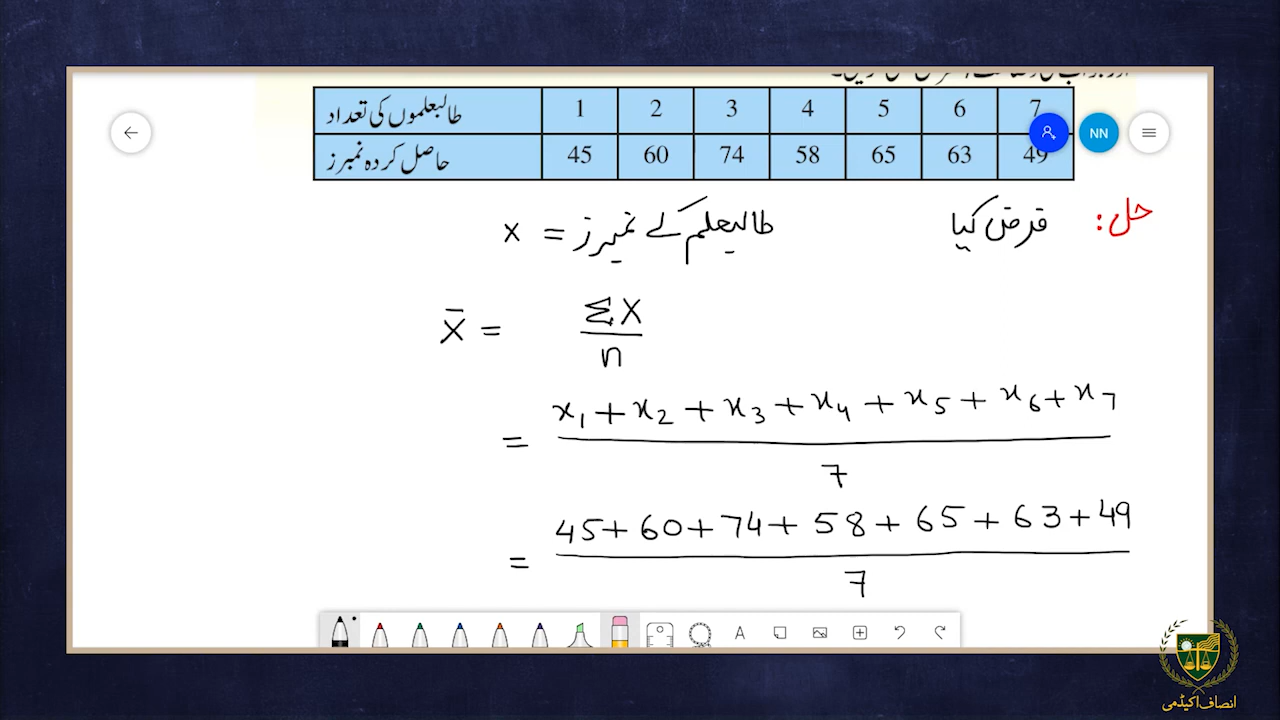 طالبعلموں کی تعداد 1 2 3 4 5 6 7
حاصل کردہ نمبرز 45 60 74 58 65 63 49
NN
حل: فرض کیا طالبعلم کے نمبرز = x
X̄ = ΣX / n
= x₁ + x₂ + x₃ + x₄ + x₅ + x₆ + x₇ / 7
= 45 + 60 + 74 + 58 + 65 + 63 + 49 / 7
A
انصاف اکیڈمی